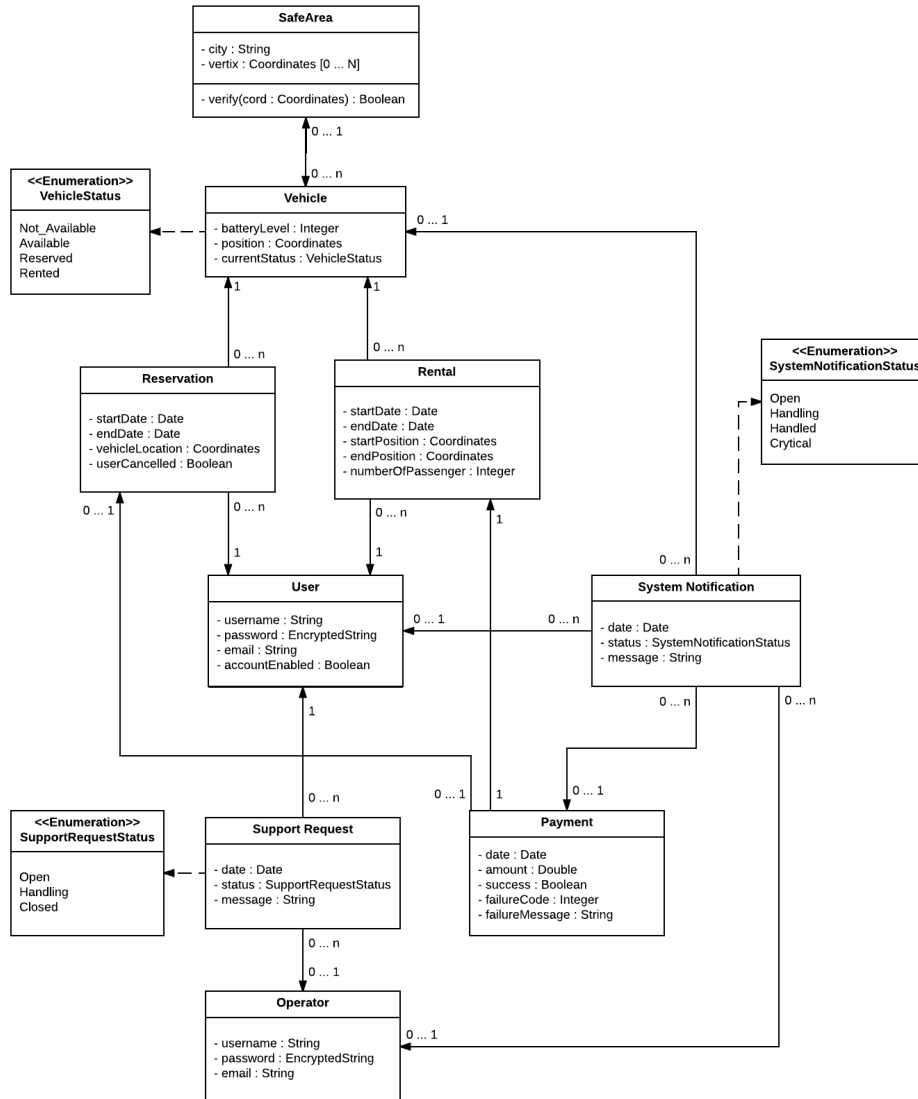 SafeArea
- city : String
- vertix : Coordinates [0 ... N]
- verify(cord : Coordinates) : Boolean
0 ... 1
0 ... n
<<Enumeration>>
VehicleStatus
Not_Available
Available
Reserved
Rented
Vehicle
- batteryLevel : Integer
- position : Coordinates
- currentStatus : VehicleStatus
0 ... 1
1
1
0 ... n
0 ... n
Reservation
- startDate : Date
- endDate : Date
- vehicleLocation : Coordinates
- userCancelled : Boolean
Rental
- startDate : Date
- endDate : Date
- startPosition : Coordinates
- endPosition : Coordinates
- numberOfPassenger : Integer
<<Enumeration>>
SystemNotificationStatus
Open
Handling
Handled
Crytical
0 ... 1
0 ... n
0 ... n
1
1
1
0 ... n
User
- username : String
- password : EncryptedString
- email : String
- accountEnabled : Boolean
0 ... 1
0 ... n
System Notification
- date : Date
- status : SystemNotificationStatus
- message : String
1
0 ... n
0 ... n
0 ... n
0 ... 1
1
0 ... 1
<<Enumeration>>
SupportRequestStatus
Open
Handling
Closed
Support Request
- date : Date
- status : SupportRequestStatus
- message : String
Payment
- date : Date
- amount : Double
- success : Boolean
- failureCode : Integer
- failureMessage : String
0 ... n
0 ... 1
Operator
- username : String
- password : EncryptedString
- email : String
0 ... 1